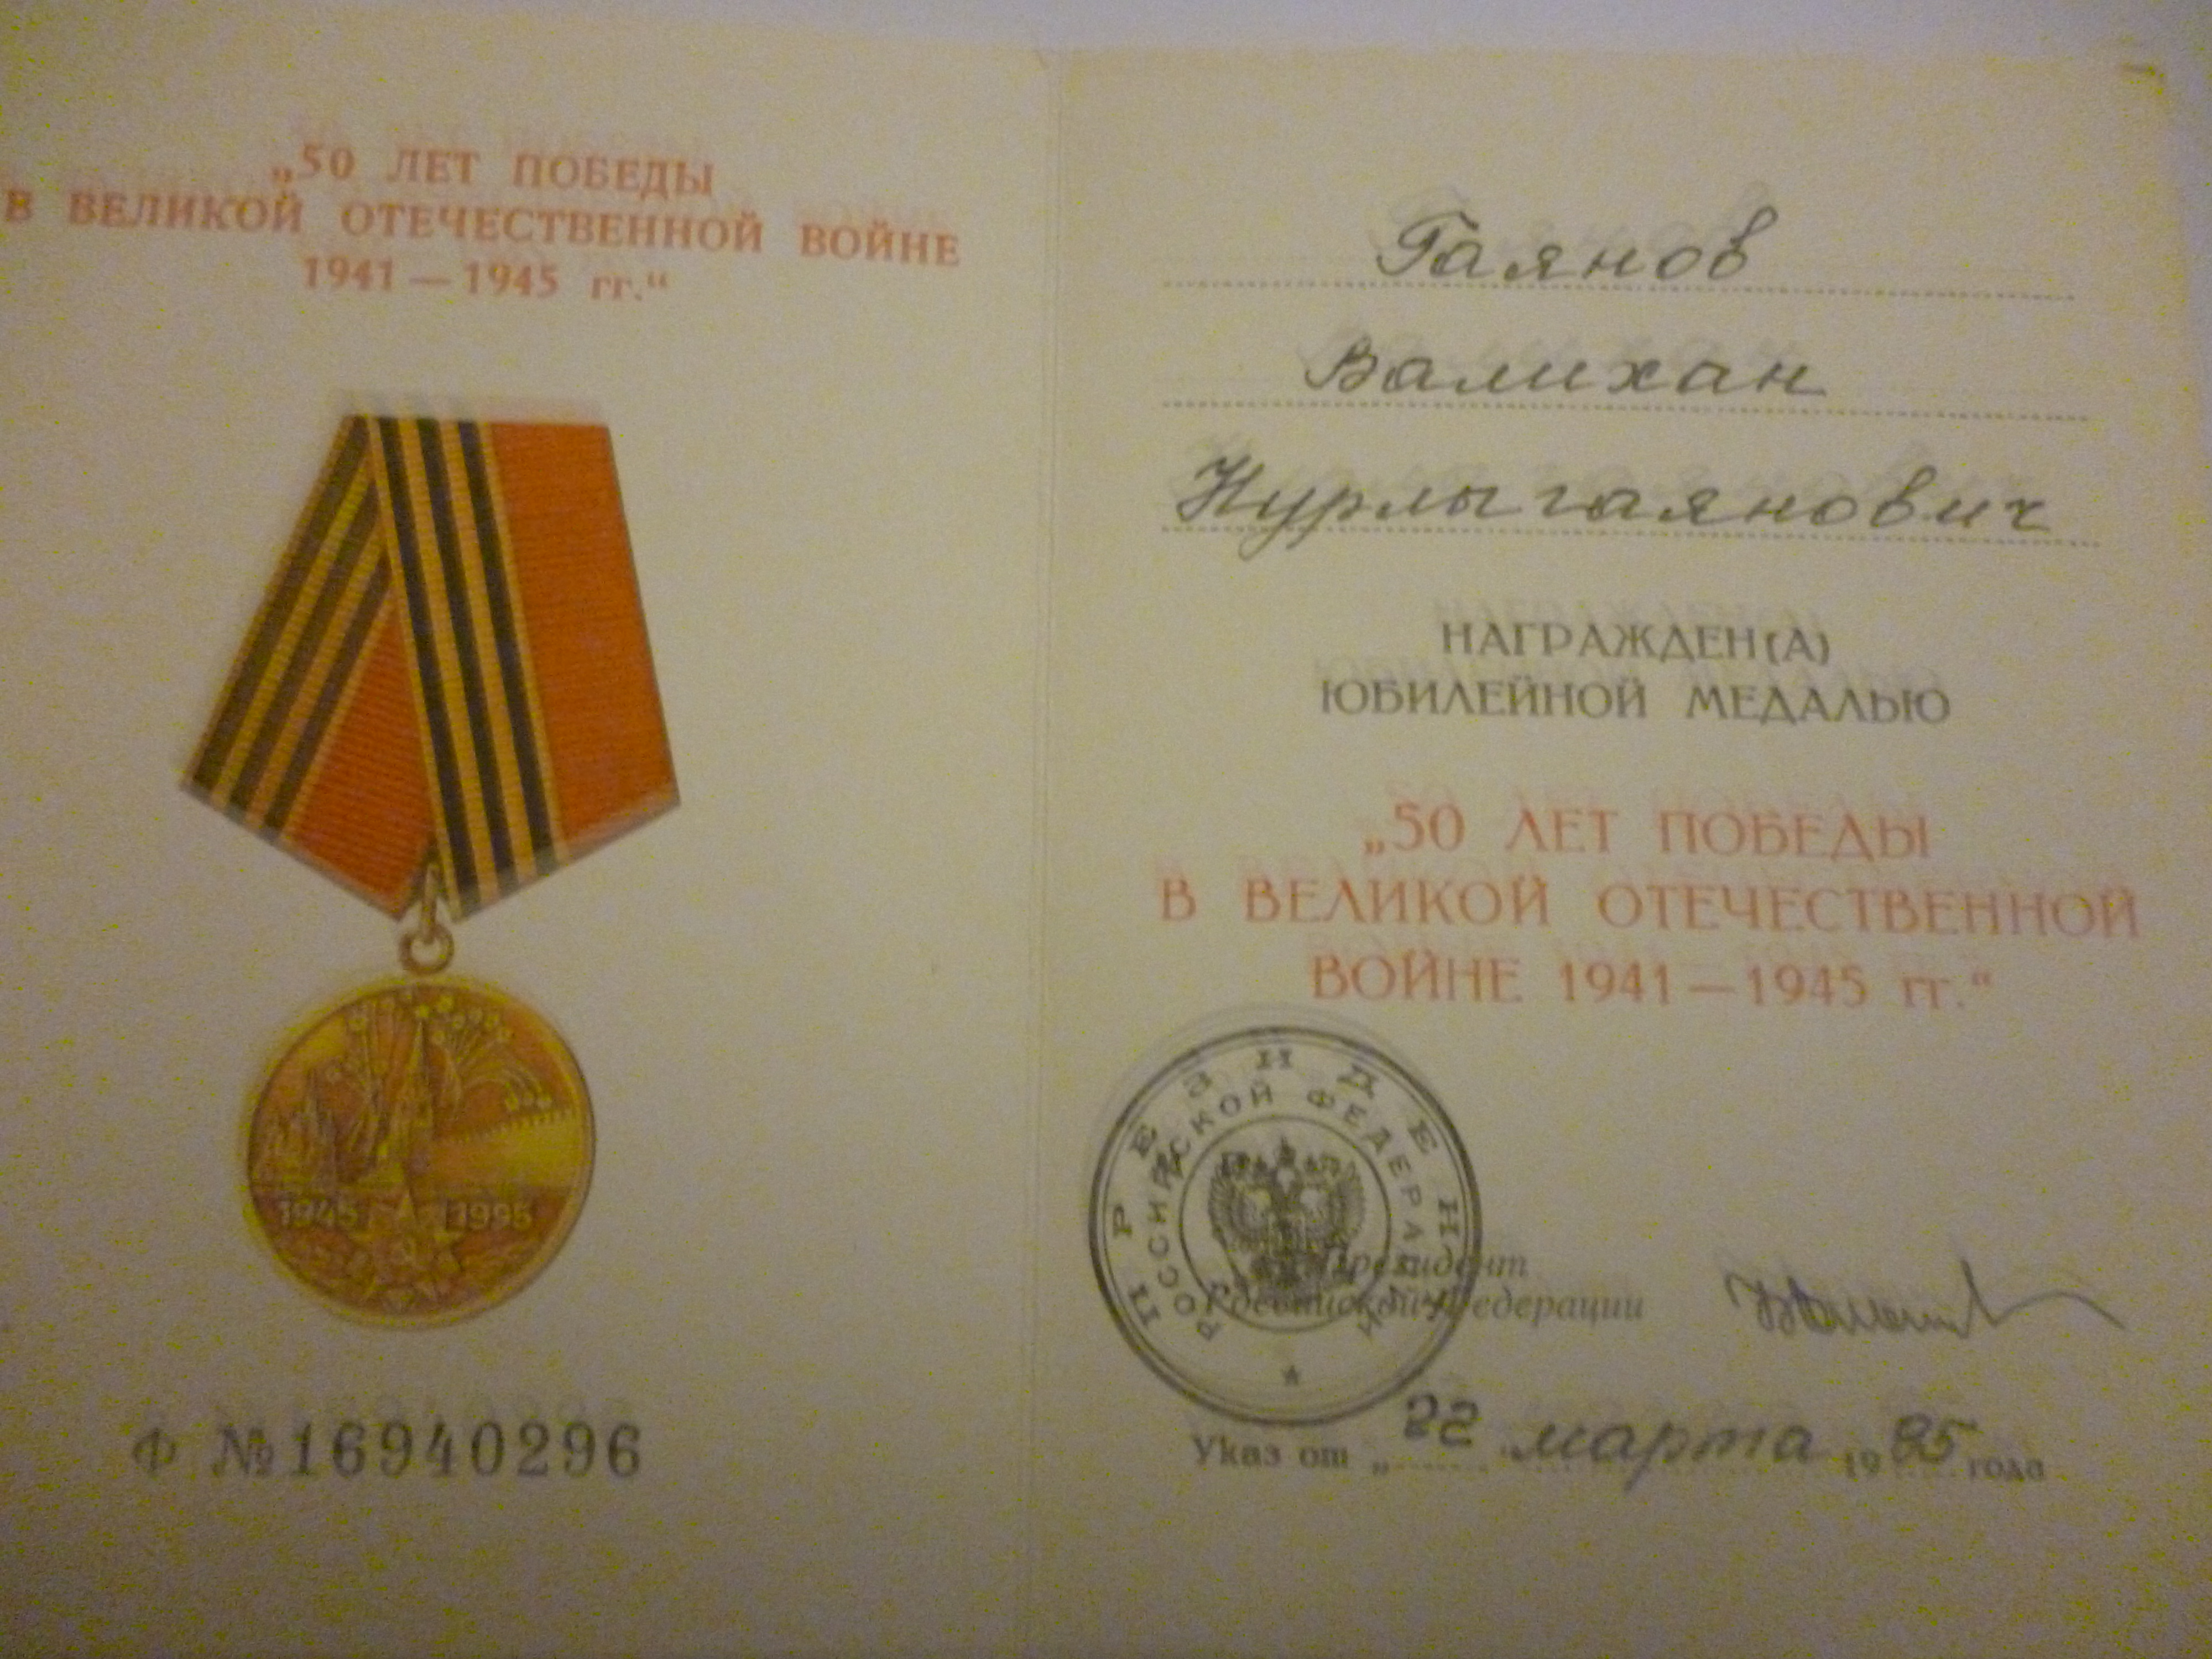 „50 ЛЕТ ПОБЕДЫ
В ВЕЛИКОЙ ОТЕЧЕСТВЕННОЙ ВОЙНЕ
1941 — 1945 гг.“
1945 1995
Ф №16940296
Гаянов
Валихан
Нурлыгаянович
НАГРАЖДЕН(А)
ЮБИЛЕЙНОЙ МЕДАЛЬЮ
„50 ЛЕТ ПОБЕДЫ
В ВЕЛИКОЙ ОТЕЧЕСТВЕННОЙ
ВОЙНЕ 1941 — 1945 гг.“
ПРЕЗИДЕНТ
РОССИЙСКОЙ ФЕДЕРАЦИИ
Президент
Российской Федерации
Указ от „22 марта 1995 года